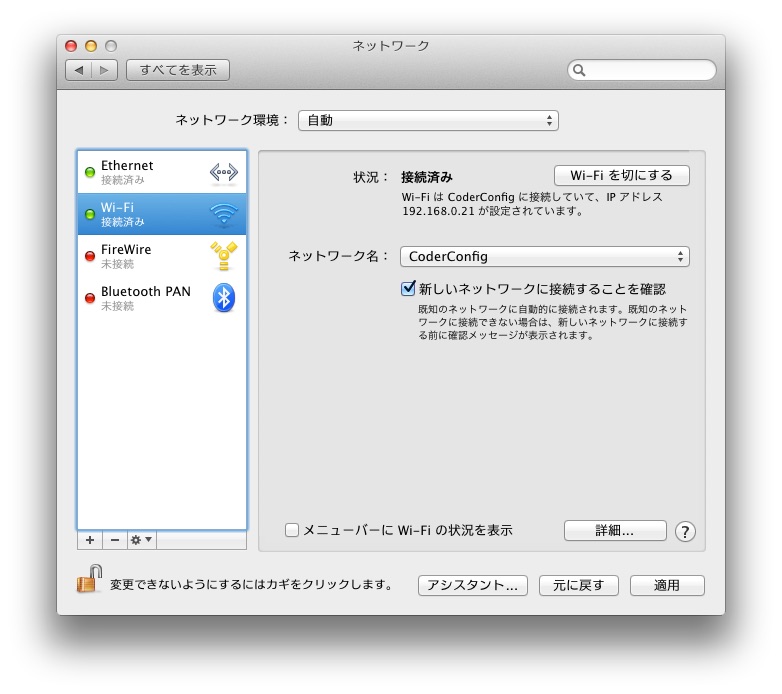 ネットワーク
すべてを表示
ネットワーク環境： 自動
Ethernet
接続済み
Wi-Fi
接続済み
FireWire
未接続
Bluetooth PAN
未接続
状況： 接続済み Wi-Fi を切にする
Wi-Fi は CoderConfig に接続していて、IP アドレス
192.168.0.21 が設定されています。
ネットワーク名： CoderConfig
新しいネットワークに接続することを確認
既知のネットワークに自動的に接続されます。既知のネット
ワークに接続できない場合は、新しいネットワークに接続す
る前に確認メッセージが表示されます。
メニューバーに Wi-Fi の状況を表示 詳細... ?
変更できないようにするにはカギをクリックします。 アシスタント... 元に戻す 適用